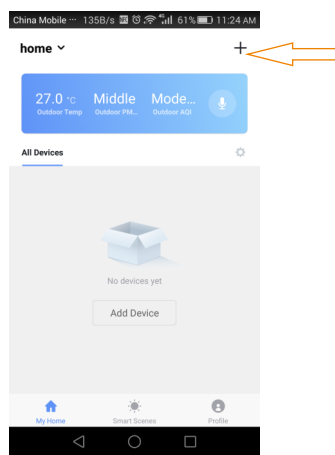 China Mobile ··· 135B/s 61% 11:24 AM
home
27.0 °C Middle Mode...
Outdoor Temp Outdoor PM... Outdoor AQI
All Devices
No devices yet
Add Device
My Home Smart Scenes Profile